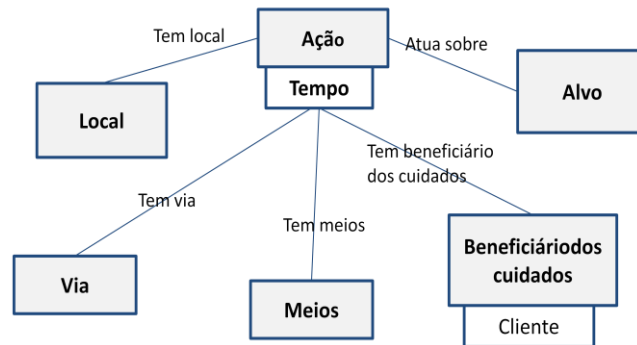 Ação
Tem local
Atua sobre
Tempo
Alvo
Local
Tem beneficiário
dos cuidados
Tem via
Tem meios
Beneficiáriodos
cuidados
Via
Meios
Cliente